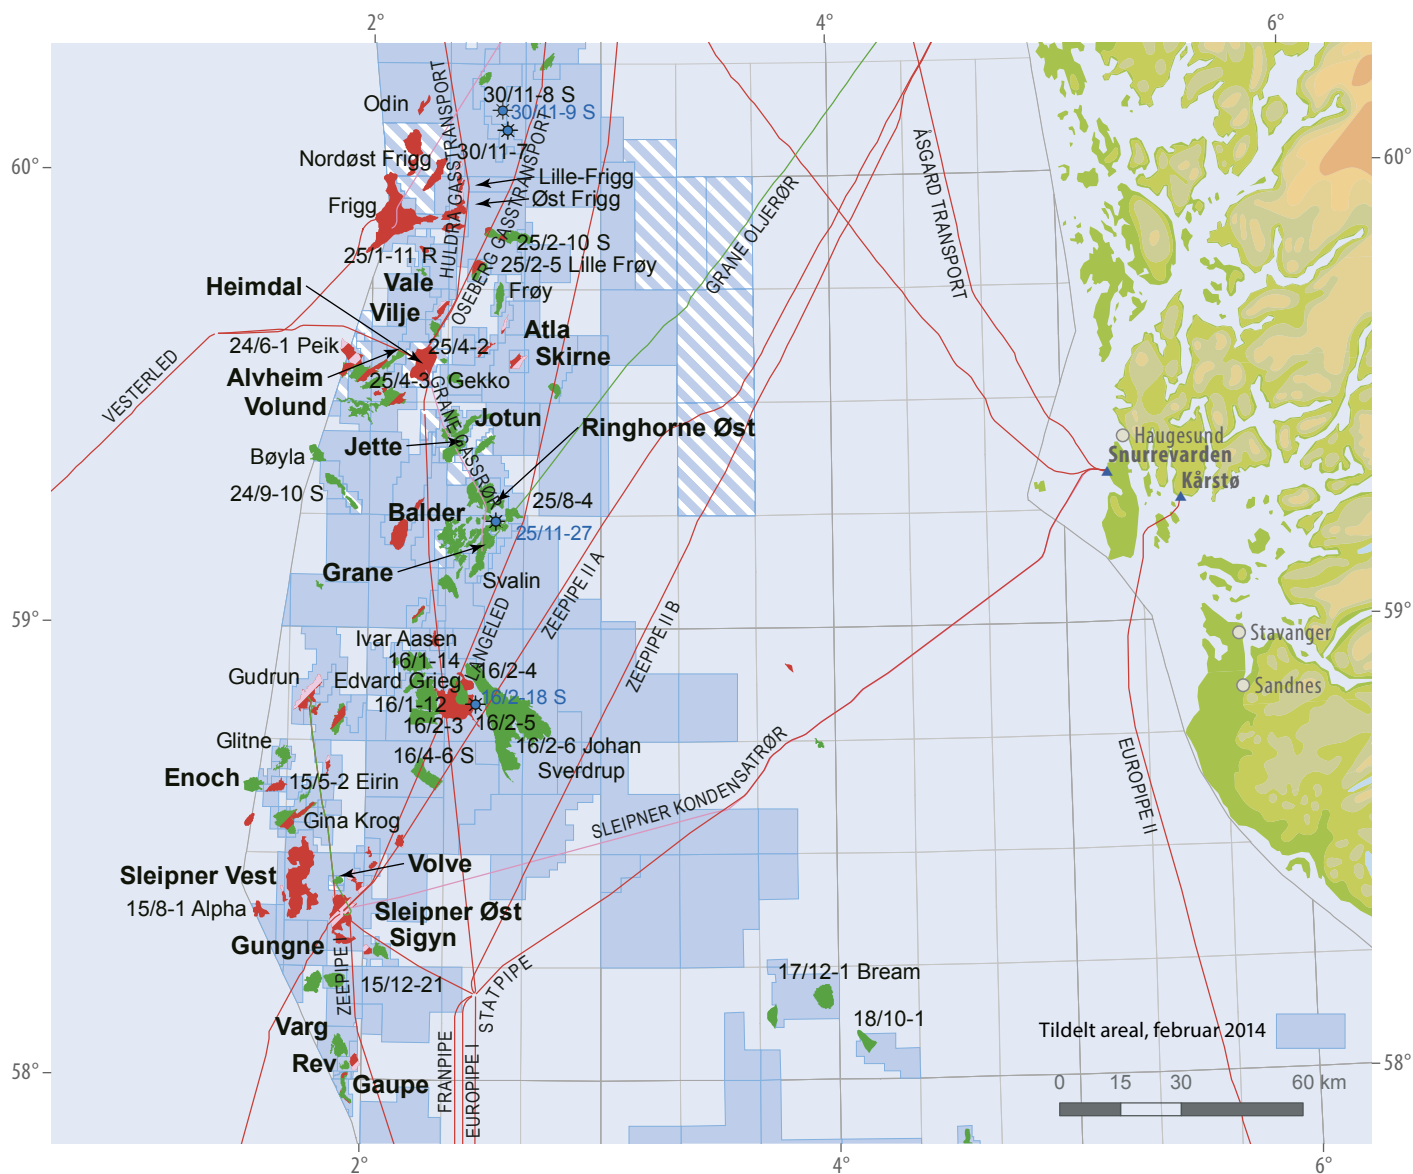 2°
4°
6°
60°
60°
59°
59°
58°
58°
2°
4°
6°
Odin
30/11-8 S
30/11-9 S
30/11-7
Nordøst Frigg
Lille-Frigg
Øst Frigg
Frigg
25/1-11 R
25/2-10 S
25/2-5 Lille Frøy
Vale
Heimdal
Frøy
Vilje
Atla
Skirne
24/6-1 Peik
25/4-2
Alvheim
25/4-3
Gekko
Volund
Jotun
Ringhorne Øst
Jette
Bøyla
24/9-10 S
25/8-4
Balder
25/11-27
Grane
Svalin
Ivar Aasen
16/1-14
16/2-4
Gudrun
Edvard Grieg
16/1-12
16/2-18 S
16/2-3
16/2-5
Glitne
16/4-6 S
16/2-6 Johan
Sverdrup
Enoch
15/5-2 Eirin
Gina Krog
Volve
Sleipner Vest
15/8-1 Alpha
Sleipner Øst
Sigyn
Gungne
15/12-21
17/12-1 Bream
18/10-1
Varg
Rev
Gaupe
HULDRA GASSTRANSPORT
OSEBERG GASSTRANSPORT
GRANE OLJERØR
ÅSGARD TRANSPORT
VESTERLED
GRANE GASSRØR
LANGELED
ZEEPIPE II A
ZEEPIPE II B
SLEIPNER KONDENSATRØR
EUROPIPE II
ZEEPIPE I
STATPIPE
FRANPIPE
EUROPIPE I
Haugesund
Snurrevarden
Kårstø
Stavanger
Sandnes
Tildelt areal, februar 2014
0 15 30 60 km